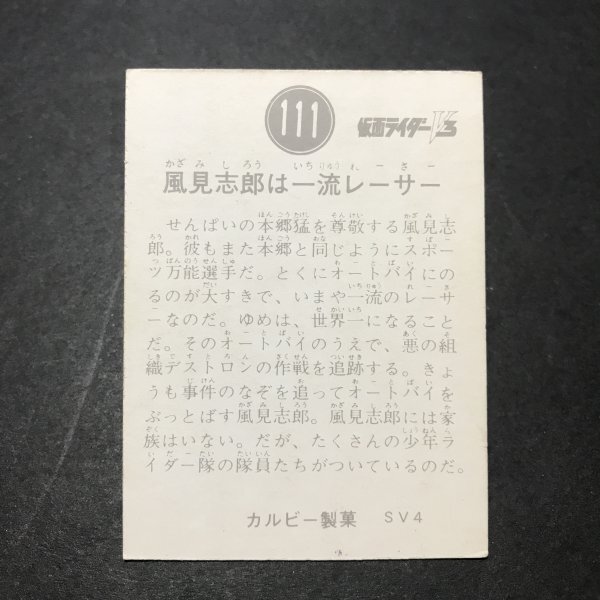 111
仮面ライダーV3
風見志郎は一流レーサー
せんぱいの本郷猛を尊敬する風見志
郎。彼もまた本郷と同じようにスポー
ツ万能選手だ。とくにオートバイにの
るのが大すきで、いまや一流のレーサ
ーなのだ。ゆめは、世界一になること
だ。そのオートバイのうえで、悪の組
織デストロンの作戦を追跡する。きょ
うも事件のなぞを追ってオートバイを
ぶっとばす風見志郎。風見志郎には家
族はいない。だが、たくさんの少年ラ
イダー隊の隊員たちがついているのだ。
カルビー製菓 SV4